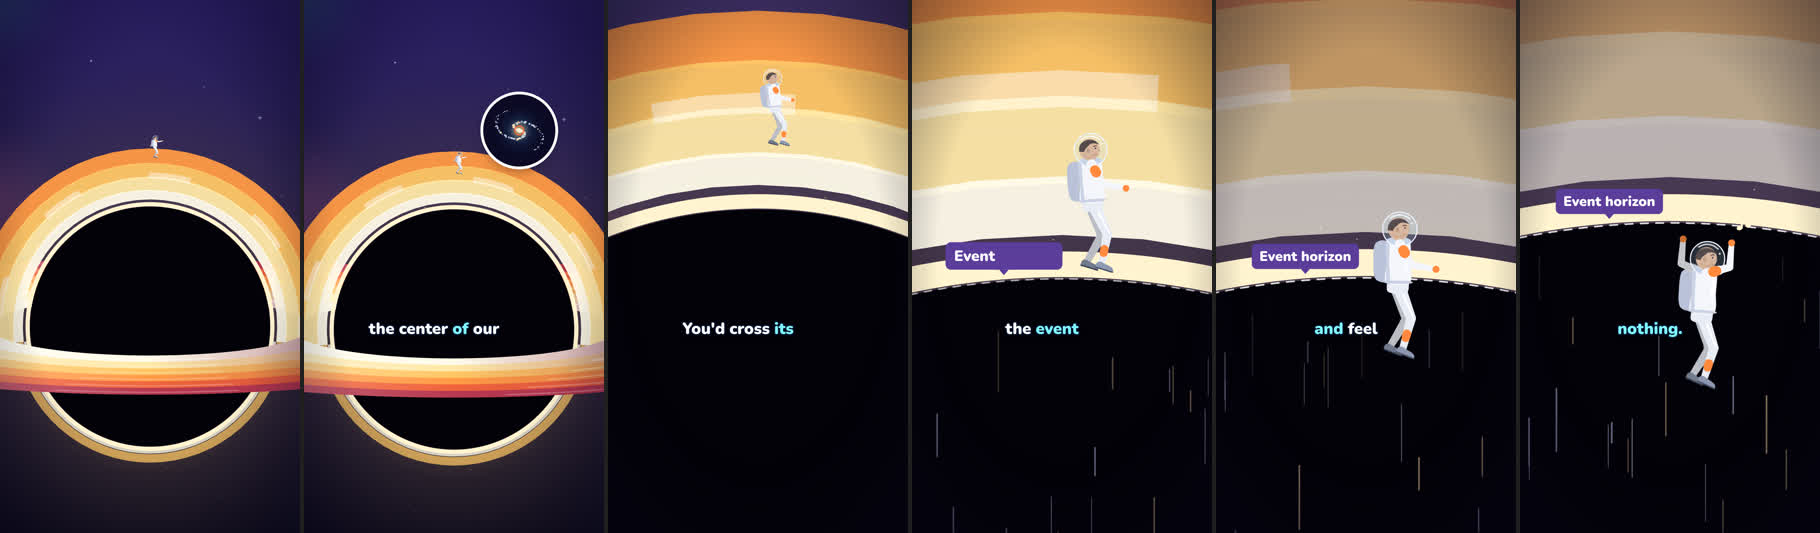 the center of our
You'd cross its
Event
the event
Event horizon
and feel
Event horizon
nothing.